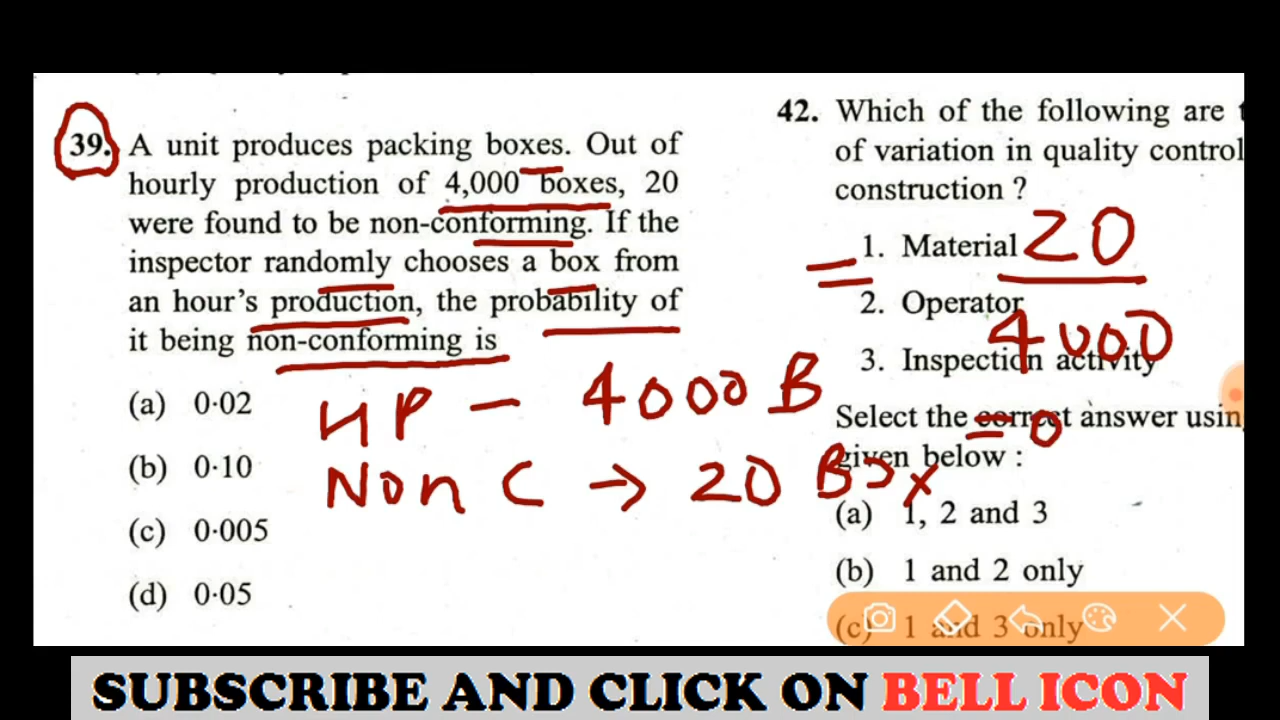 39. A unit produces packing boxes. Out of
hourly production of 4,000 boxes, 20
were found to be non-conforming. If the
inspector randomly chooses a box from
an hour's production, the probability of
it being non-conforming is
(a) 0·02
(b) 0·10
(c) 0·005
(d) 0·05
HP - 4000 B
Non C → 20 Box
42. Which of the following are
of variation in quality control
construction ?
1. Material
2. Operator
3. Inspection activity
Select the correct answer usin
given below :
(a) 1, 2 and 3
(b) 1 and 2 only
(c) 1 and 3 only
20
4000
= 0
SUBSCRIBE AND CLICK ON BELL ICON